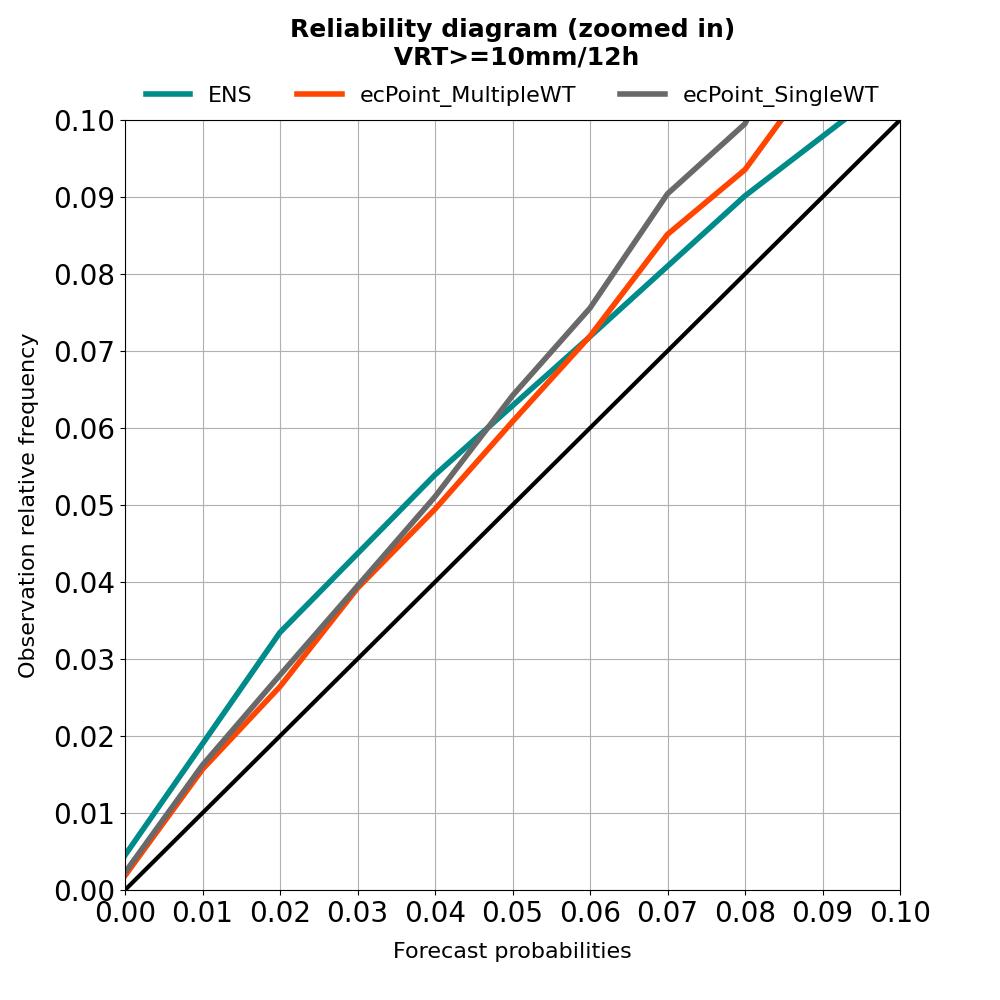 Reliability diagram (zoomed in)
VRT>=10mm/12h
ENS ecPoint_MultipleWT ecPoint_SingleWT
0.10
0.09
0.08
0.07
0.06
0.05
0.04
0.03
0.02
0.01
0.00
Observation relative frequency
0.00 0.01 0.02 0.03 0.04 0.05 0.06 0.07 0.08 0.09 0.10
Forecast probabilities